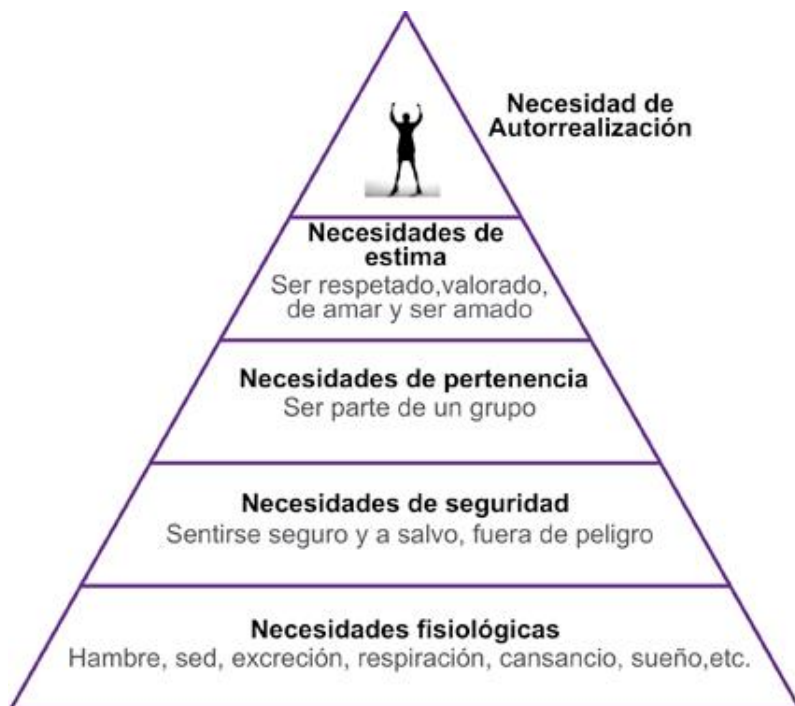 Necesidad de
Autorrealización
Necesidades de
estima
Ser respetado,valorado,
de amar y ser amado
Necesidades de pertenencia
Ser parte de un grupo
Necesidades de seguridad
Sentirse seguro y a salvo, fuera de peligro
Necesidades fisiológicas
Hambre, sed, excreción, respiración, cansancio, sueño,etc.